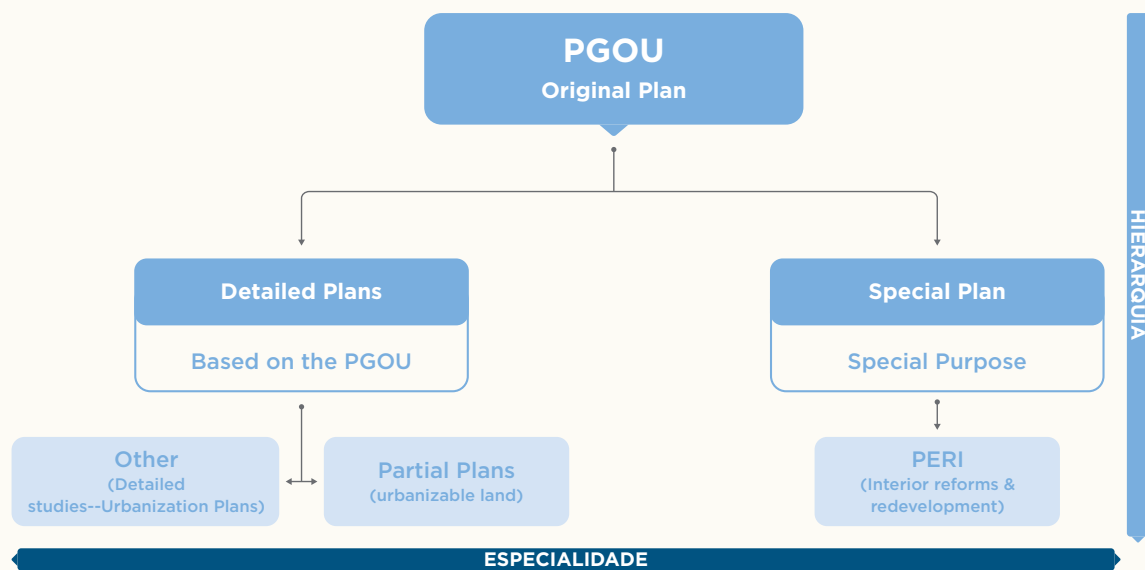 PGOU
Original Plan
HIERARQUIA
Detailed Plans
Based on the PGOU
Special Plan
Special Purpose
Other
(Detailed
studies--Urbanization Plans)
Partial Plans
(urbanizable land)
PERI
(Interior reforms &
redevelopment)
ESPECIALIDADE